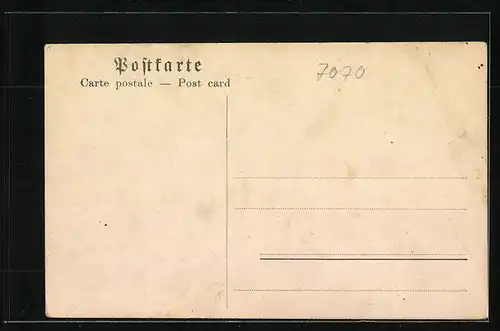 Postkarte
7070
Carte postale — Post card